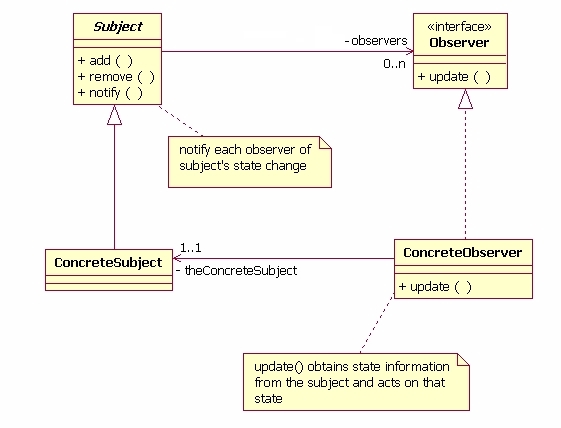 Subject
+ add ( )
+ remove ( )
+ notify ( )
- observers
0..n
«interface»
Observer
+ update ( )
notify each observer of
subject's state change
ConcreteSubject
1..1
- theConcreteSubject
ConcreteObserver
+ update ( )
update() obtains state information
from the subject and acts on that
state